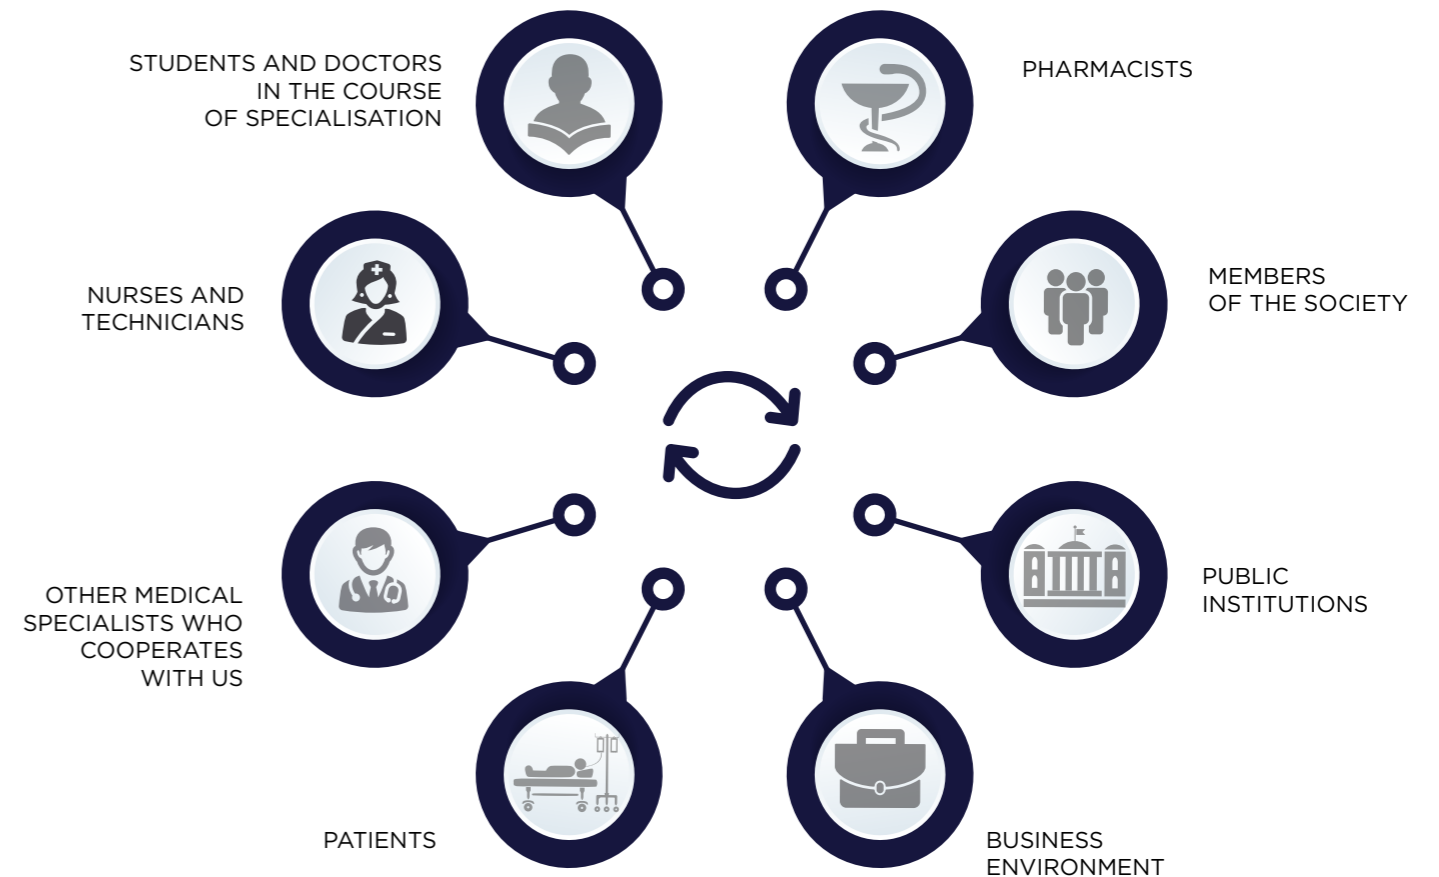 STUDENTS AND DOCTORS
IN THE COURSE
OF SPECIALISATION
PHARMACISTS
NURSES AND
TECHNICIANS
MEMBERS
OF THE SOCIETY
OTHER MEDICAL
SPECIALISTS WHO
COOPERATES
WITH US
PUBLIC
INSTITUTIONS
PATIENTS
BUSINESS
ENVIRONMENT